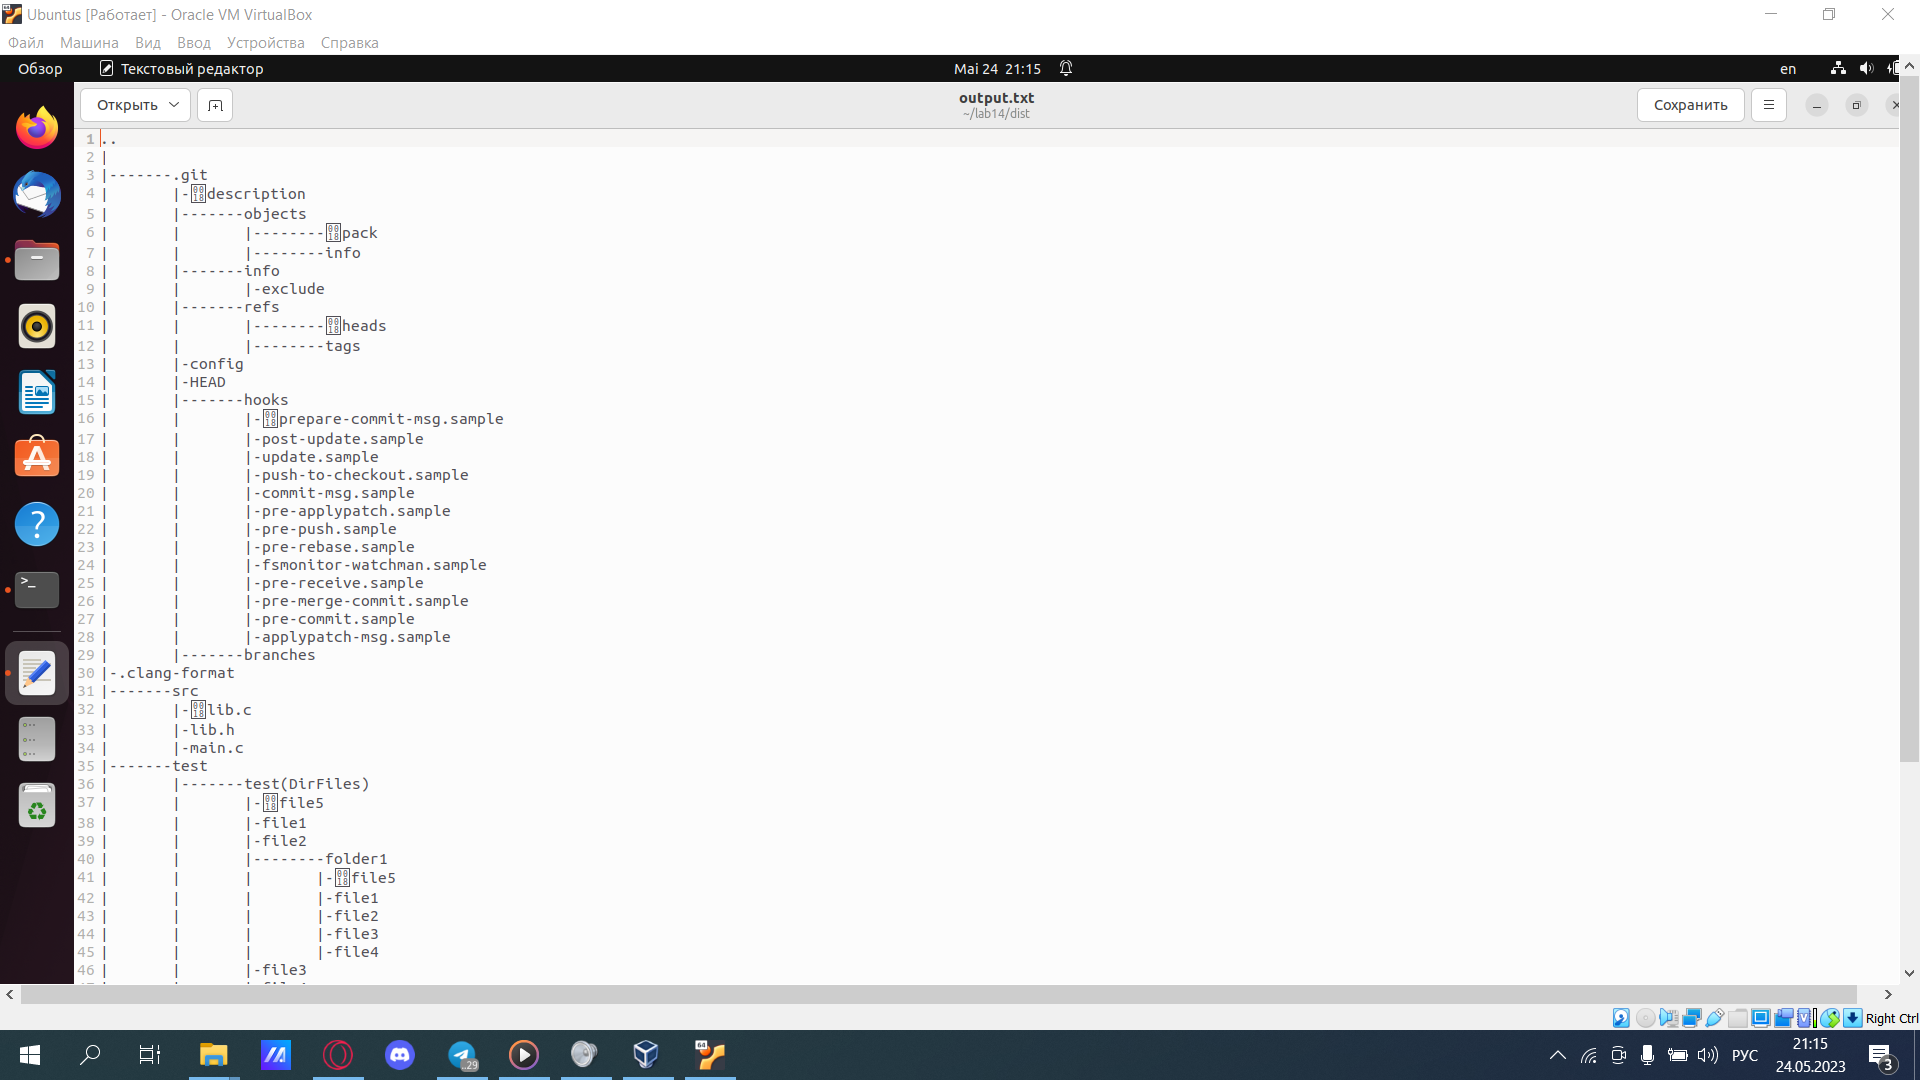 Ubuntus [Работает] - Oracle VM VirtualBox
Файл Машина Вид Ввод Устройства Справка
Обзор Текстовый редактор Mai 24 21:15 en
Открыть output.txt Сохранить
~/lab14/dist
1 ..
2 |
3 |-------.git
4 |       |-description
5 |       |-------objects
6 |       |       |--------pack
7 |       |       |--------info
8 |       |-------info
9 |       |       |-exclude
10 |       |-------refs
11 |       |       |--------heads
12 |       |       |--------tags
13 |       |-config
14 |       |-HEAD
15 |       |-------hooks
16 |       |       |-prepare-commit-msg.sample
17 |       |       |-post-update.sample
18 |       |       |-update.sample
19 |       |       |-push-to-checkout.sample
20 |       |       |-commit-msg.sample
21 |       |       |-pre-applypatch.sample
22 |       |       |-pre-push.sample
23 |       |       |-pre-rebase.sample
24 |       |       |-fsmonitor-watchman.sample
25 |       |       |-pre-receive.sample
26 |       |       |-pre-merge-commit.sample
27 |       |       |-pre-commit.sample
28 |       |       |-applypatch-msg.sample
29 |       |-------branches
30 |-.clang-format
31 |-------src
32 |       |-lib.c
33 |       |-lib.h
34 |       |-main.c
35 |-------test
36 |       |-------test(DirFiles)
37 |       |       |-file5
38 |       |       |-file1
39 |       |       |-file2
40 |       |       |--------folder1
41 |       |       |       |-file5
42 |       |       |       |-file1
43 |       |       |       |-file2
44 |       |       |       |-file3
45 |       |       |       |-file4
46 |       |       |-file3
Right Ctrl
29
64
РУС
21:15
24.05.2023
3